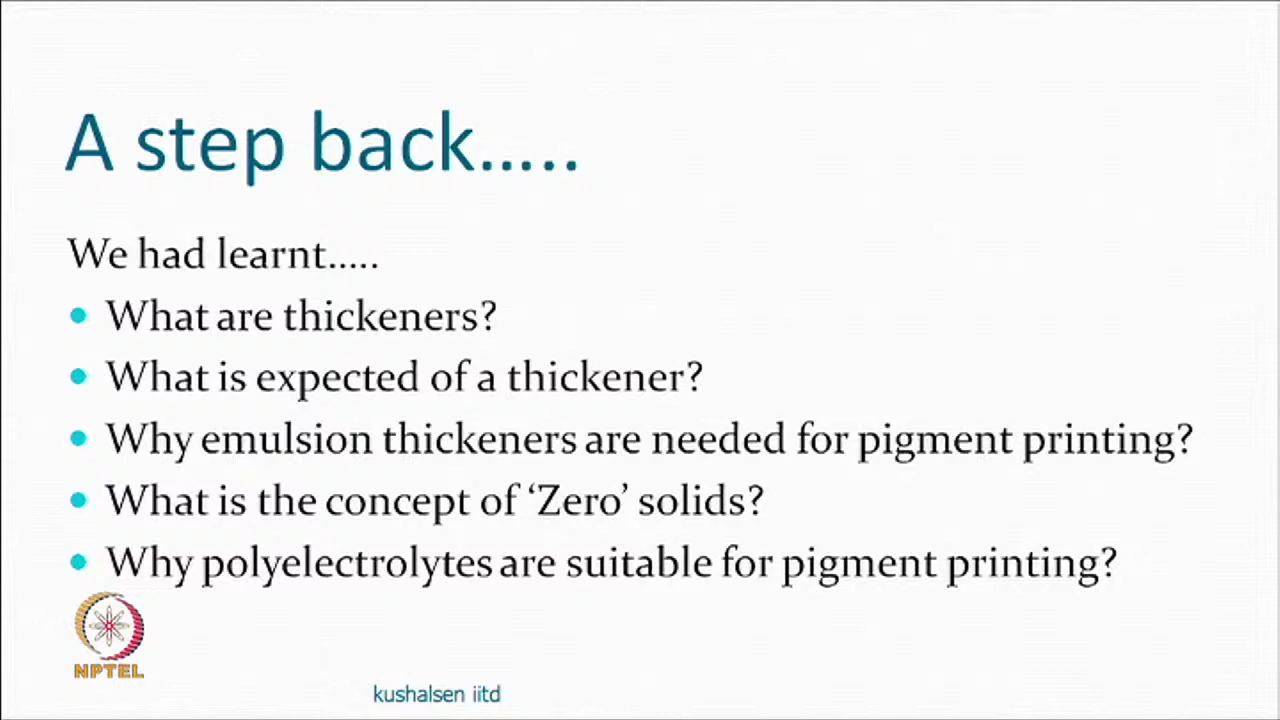 A step back.....
We had learnt.....
What are thickeners?
What is expected of a thickener?
Why emulsion thickeners are needed for pigment printing?
What is the concept of ‘Zero’ solids?
Why polyelectrolytes are suitable for pigment printing?
NPTEL
kushalsen iitd